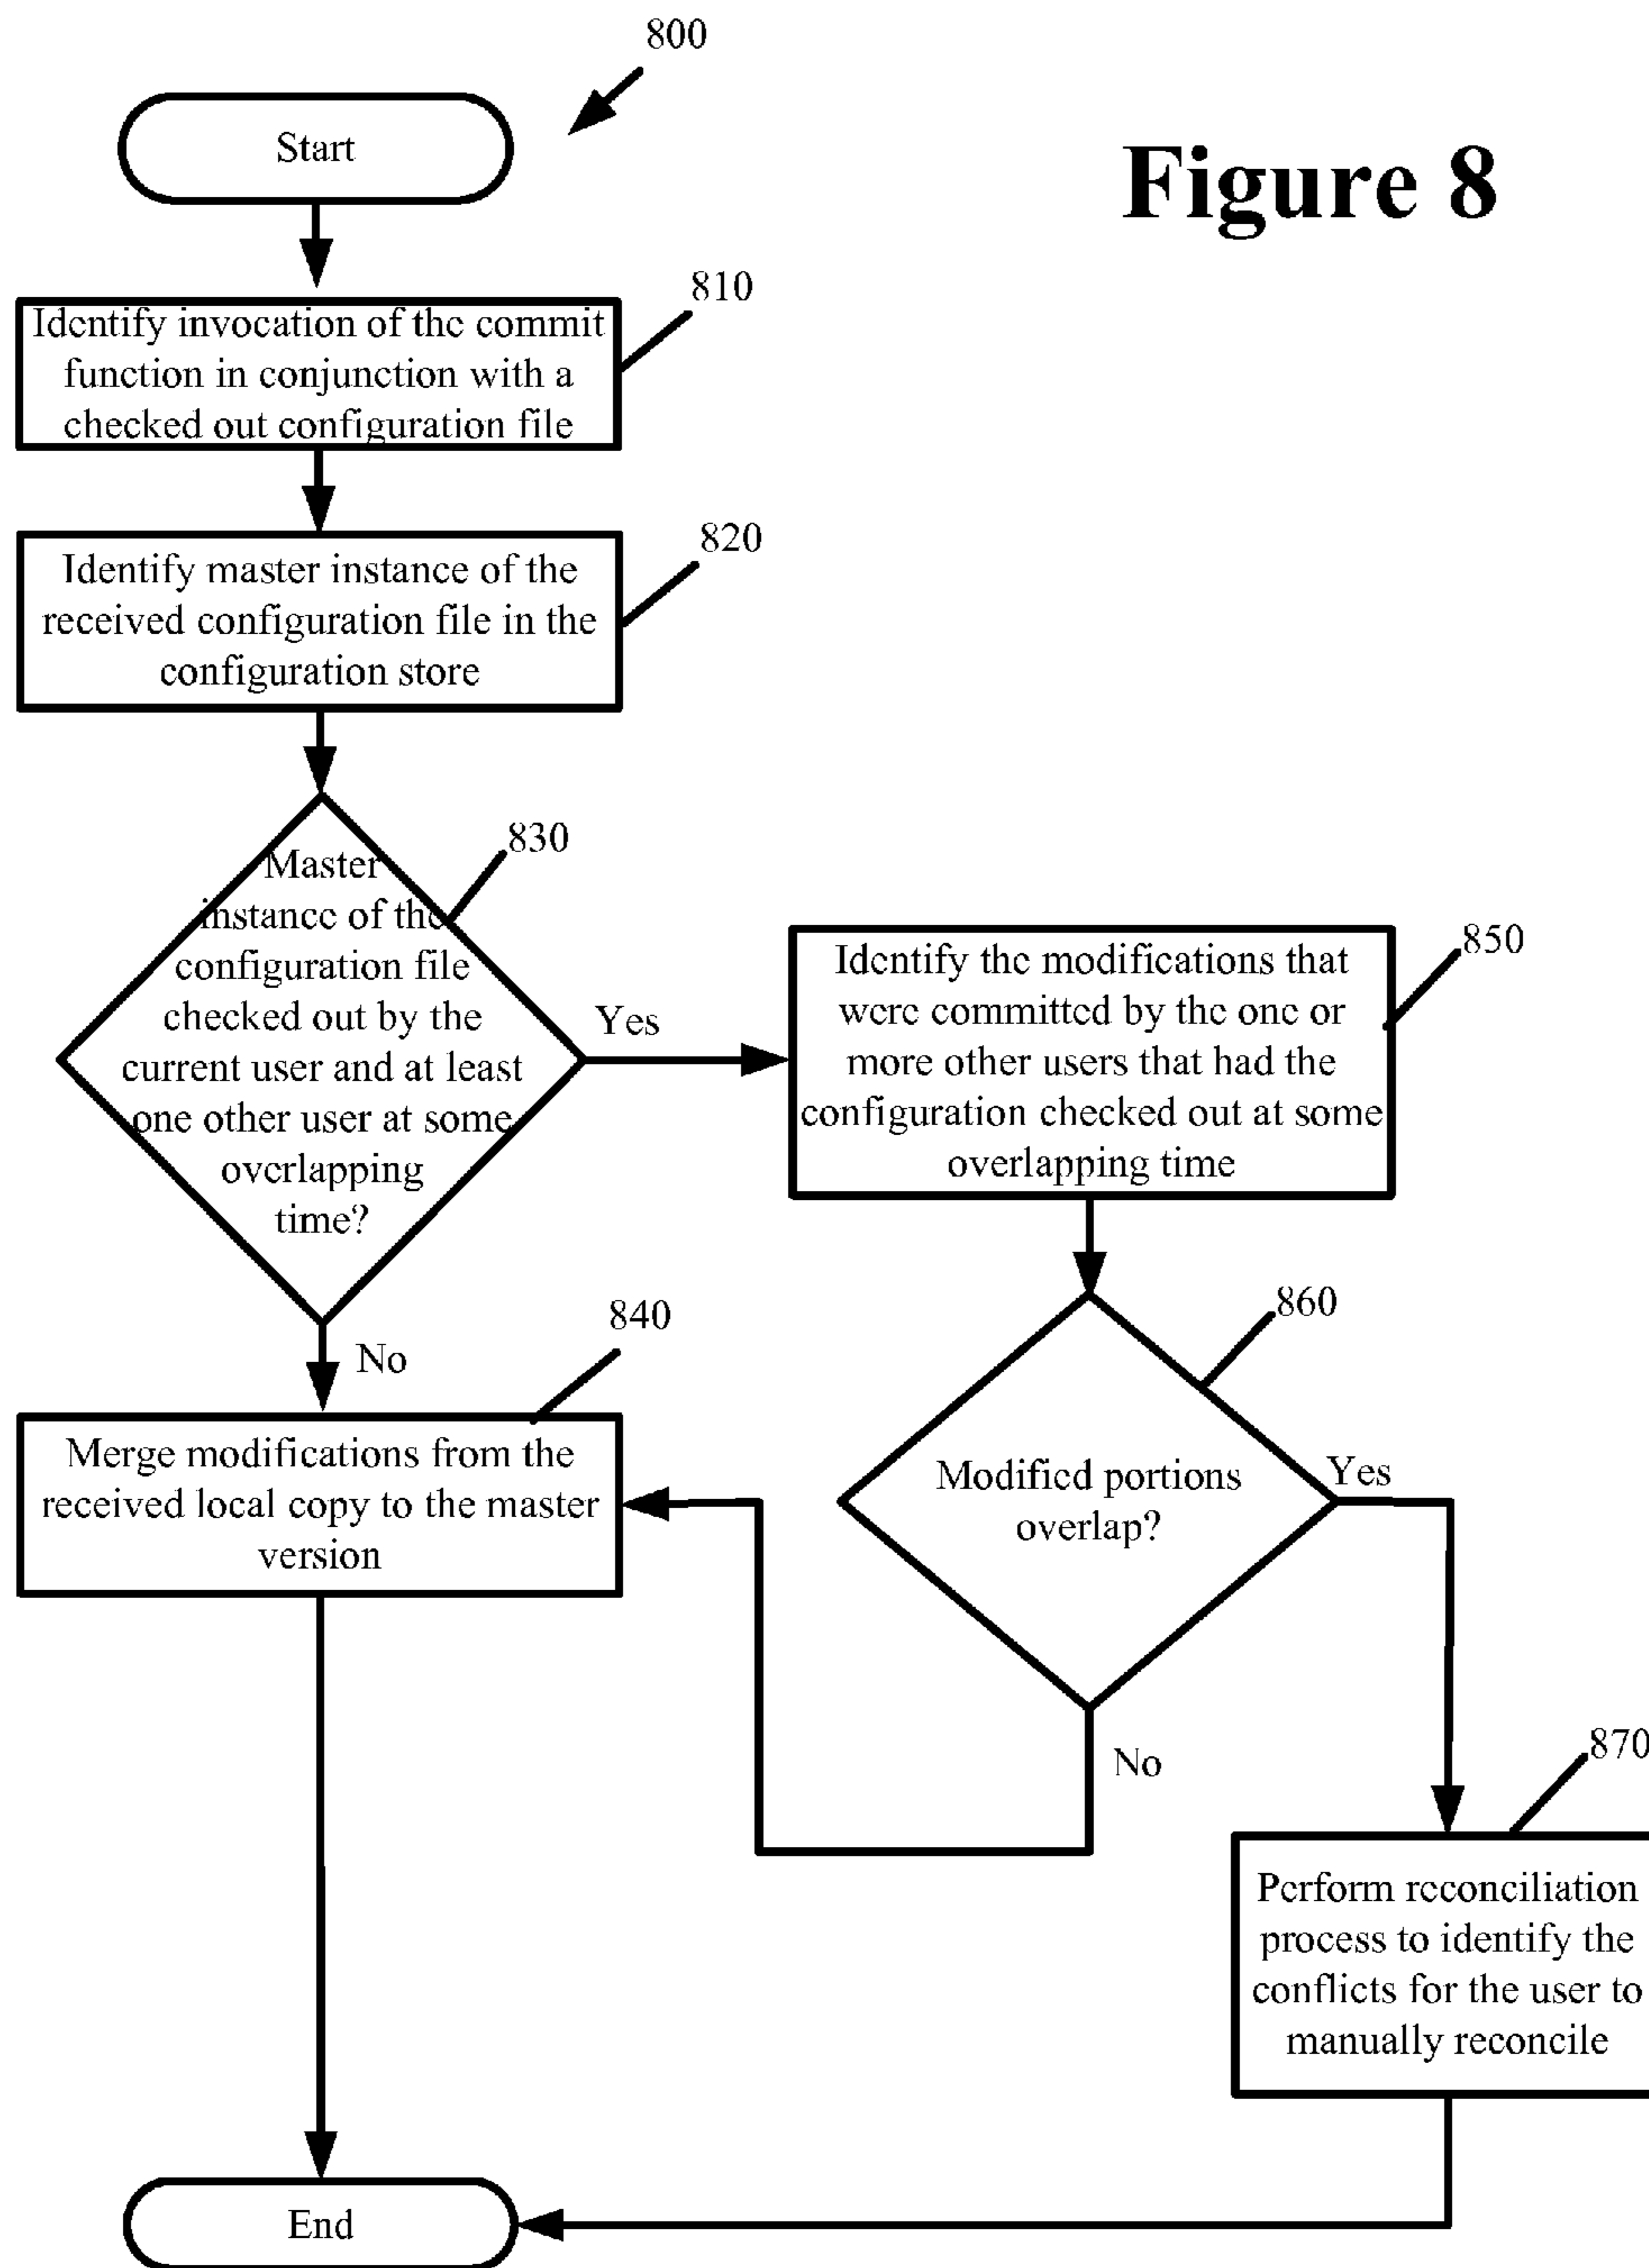 800
Start
Figure 8
810
Identify invocation of the commit
function in conjunction with a
checked out configuration file
820
Identify master instance of the
received configuration file in the
configuration store
830
Master
instance of the
configuration file
checked out by the
current user and at least
one other user at some
overlapping
time?
Yes
850
Identify the modifications that
were committed by the one or
more other users that had the
configuration checked out at some
overlapping time
No
840
Merge modifications from the
received local copy to the master
version
860
Modified portions
overlap?
Yes
No
870
Perform reconciliation
process to identify the
conflicts for the user to
manually reconcile
End